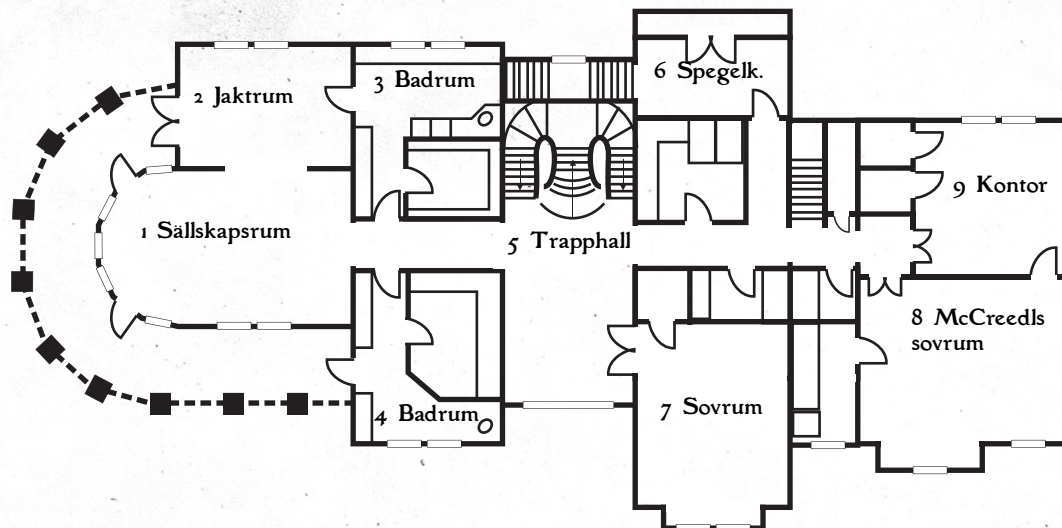 6 Spegelk.
2 Jaktrum
3 Badrum
9 Kontor
1 Sällskapsrum
5 Trapphall
8 McCreedls
sovrum
4 Badrum
7 Sovrum